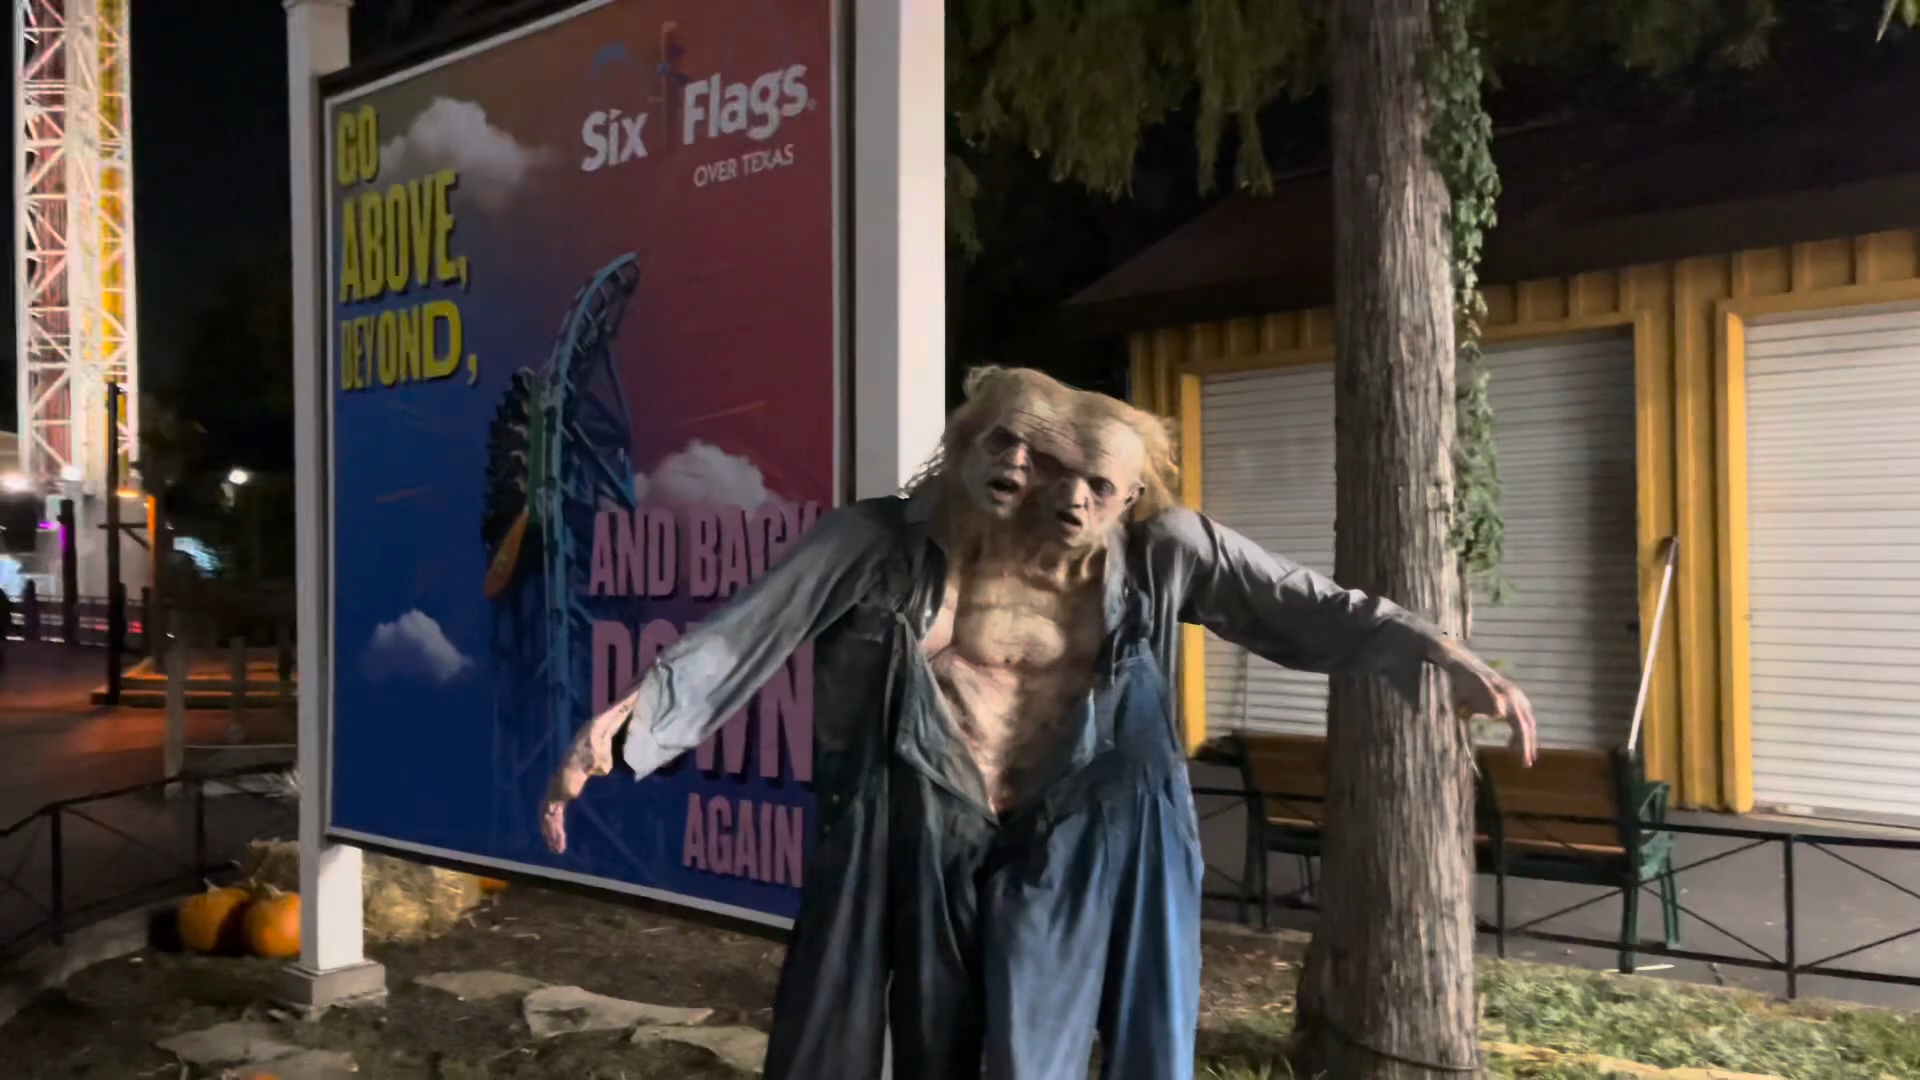 GO
ABOVE,
BEYOND,
Six Flags
OVER TEXAS
AND BACK
DOWN
AGAIN